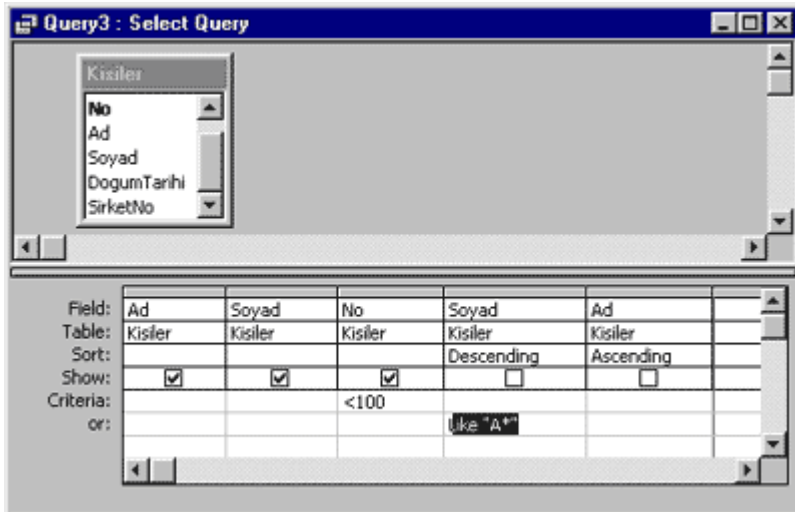 Query3 : Select Query
Kisiler
No
Ad
Soyad
DogumTarihi
SirketNo
Field: Ad Soyad No Soyad Ad
Table: Kisiler Kisiler Kisiler Kisiler Kisiler
Sort: Descending Ascending
Show:
Criteria: <100
or: Like "A*"